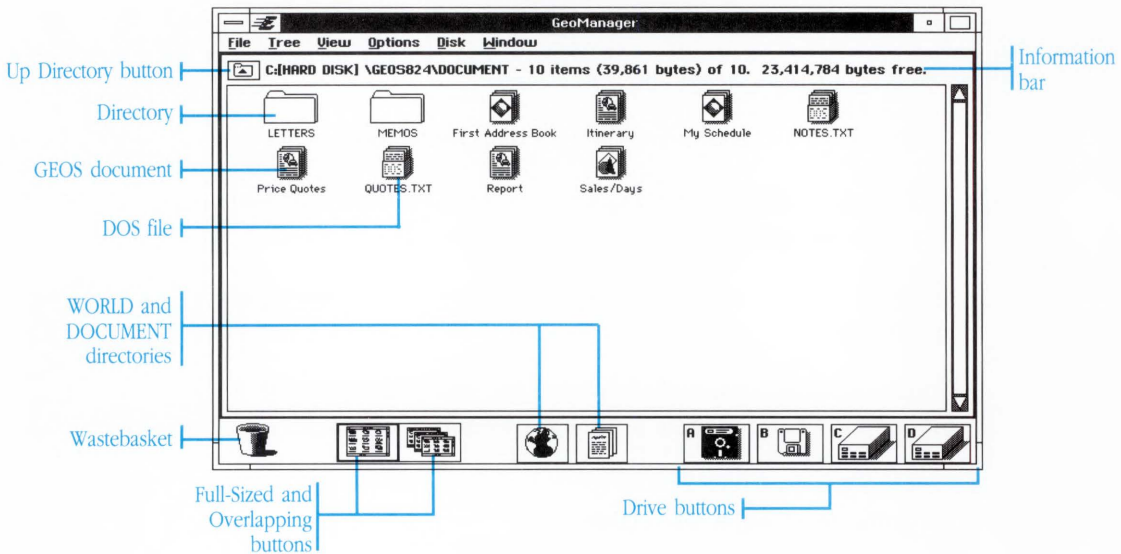 GeoManager
File Tree View Options Disk Window
Up Directory button
C:[HARD DISK] \GEOS824\DOCUMENT - 10 items (39,861 bytes) of 10. 23,414,784 bytes free.
Information
bar
Directory
LETTERS MEMOS First Address Book Itinerary My Schedule NOTES.TXT
GEOS document
Price Quotes QUOTES.TXT Report Sales/Days
DOS file
WORLD and
DOCUMENT
directories
Wastebasket
A B C D
Full-Sized and
Overlapping
buttons
Drive buttons